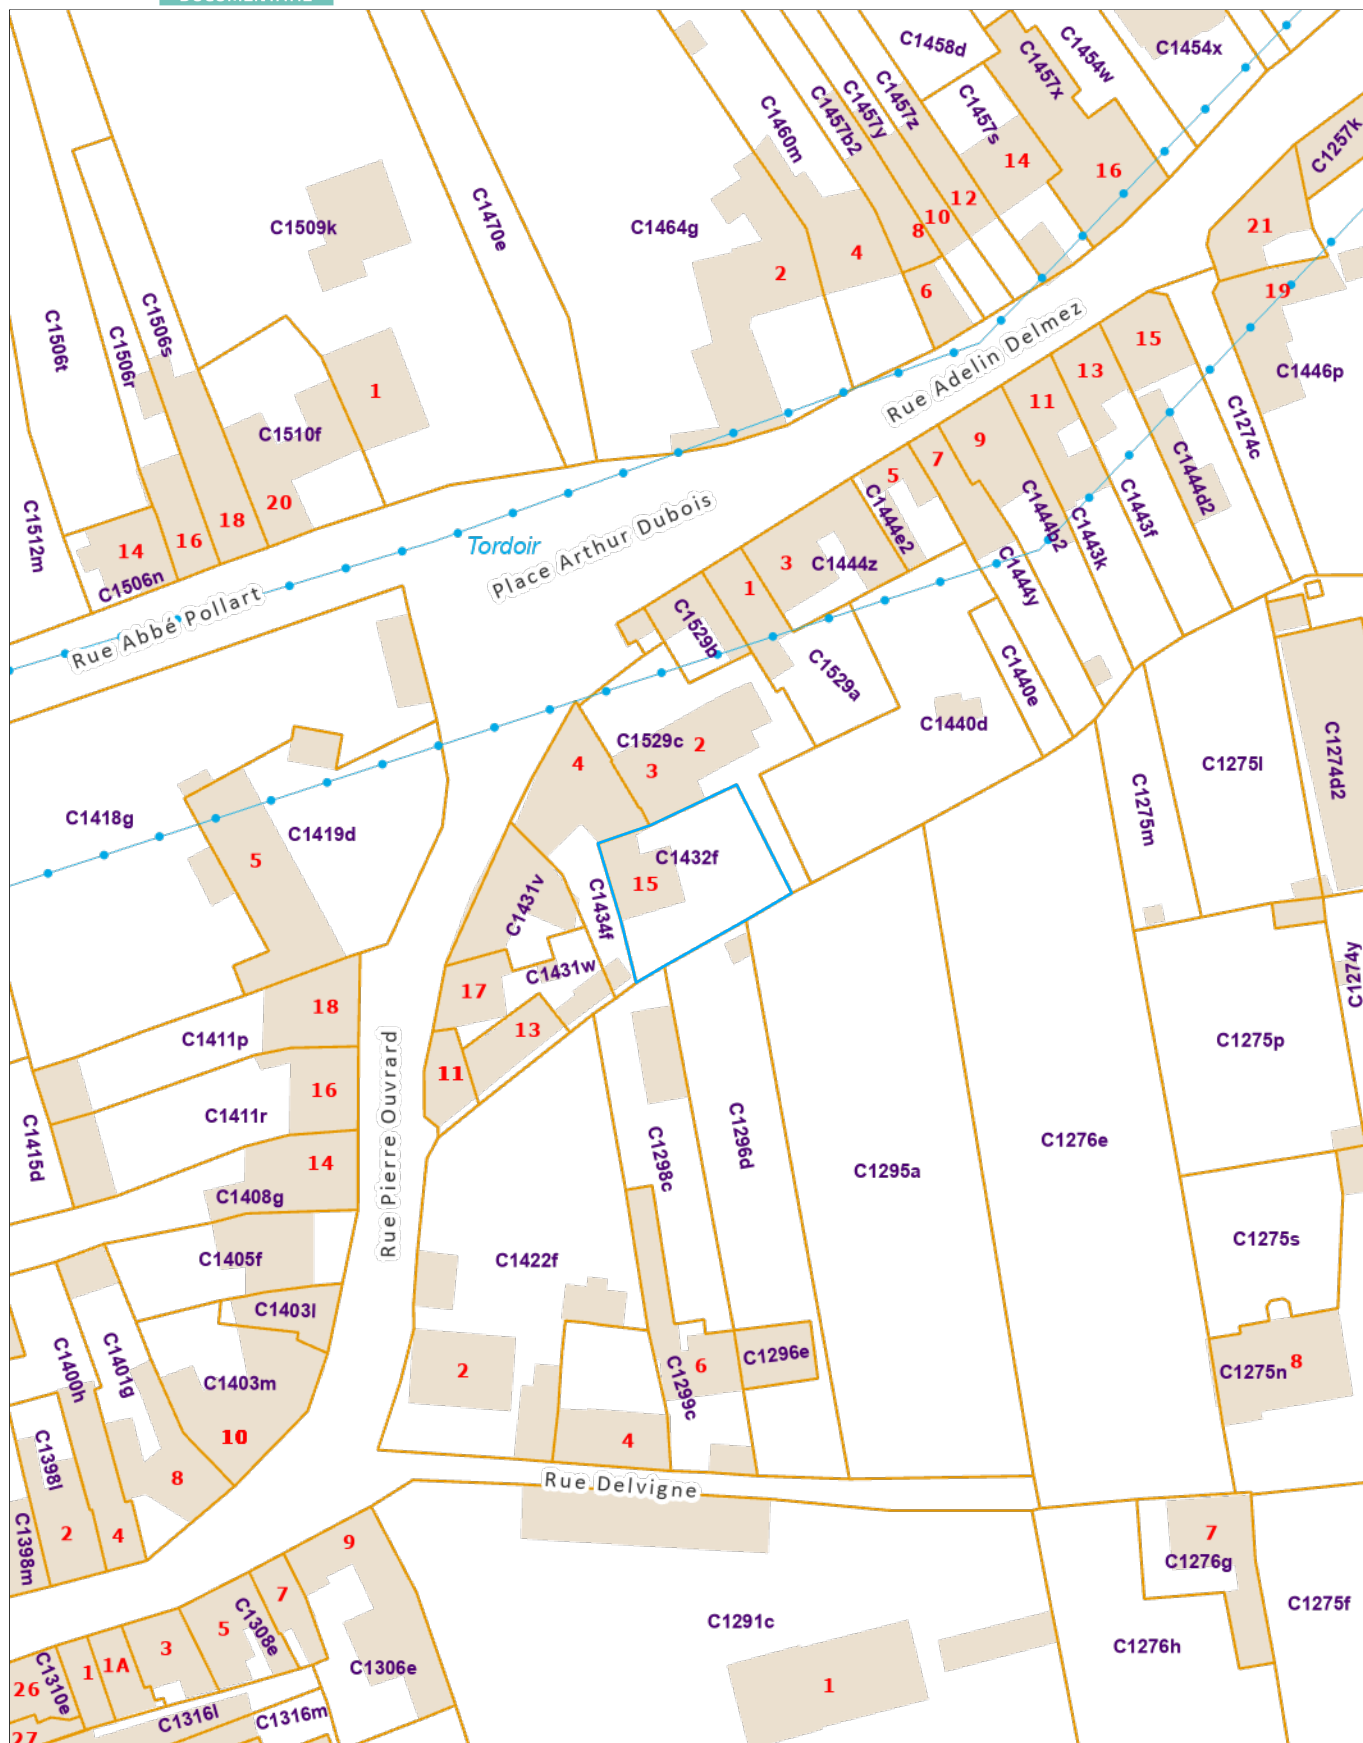 C1458d
C1454w
C1454x
C1457x
C1457z
C1457y
C1457b2
C1457s
C1460m
14
16
12
10
8
C1257k
21
C1509k
C1470e
C1464g
2
4
6
19
C1506t
C1506r
C1506s
1
C1510f
Rue Adelin Delmez
15
13
11
9
7
5
C1446p
C1274c
C1444d2
C1443f
C1443k
C1444b2
C1444y
C1444e2
C1444z
3
1
C1512m
14
16
18
20
C1506n
Tordoir
Place Arthur Dubois
Rue Abbé Pollart
C1529b
C1529a
C1440e
C1440d
C1529c
2
3
4
C1275l
C1274d2
C1275m
C1418g
C1419d
5
C1432f
15
C1431v
C1434f
C1431w
17
13
11
C1274y
18
C1411p
16
C1411r
14
C1408g
C1415d
Rue Pierre Ouvrard
C1275p
C1298c
C1296d
C1295a
C1276e
C1405f
C1422f
C1275s
C1403l
C1403m
10
C1400h
C1401g
8
C1398l
C1398m
2
4
2
C1299c
6
C1296e
4
C1275n
8
Rue Delvigne
9
7
5
C1308e
3
1A
1
C1310e
26
27
C1306e
C1316l
C1316m
C1291c
1
7
C1276g
C1276h
C1275f